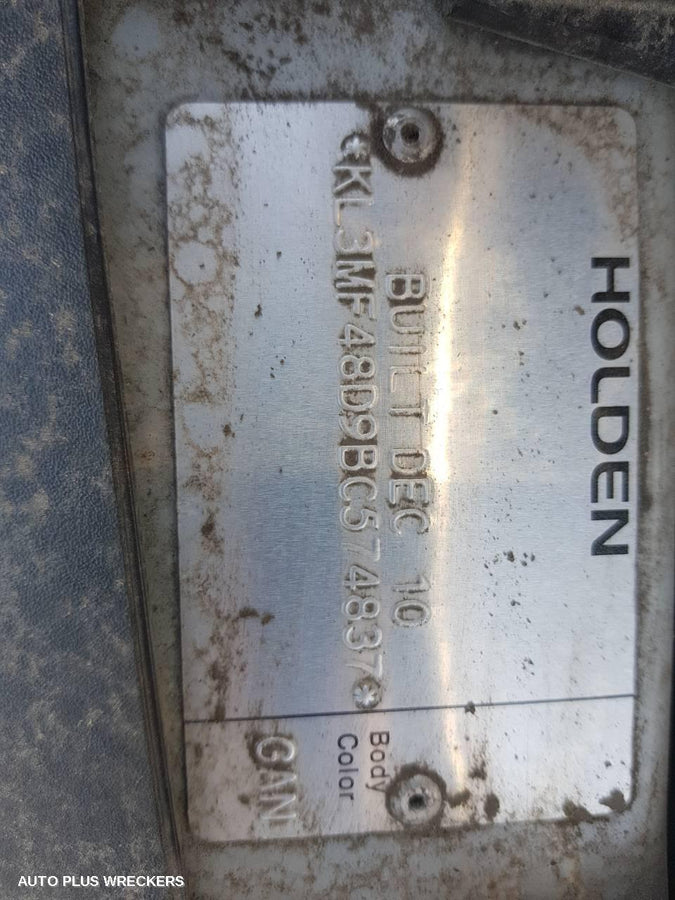 HOLDEN
BUILT DEC 10
*KL3MF48D9BC574837*
Body
Color
GAN
AUTO PLUS WRECKERS